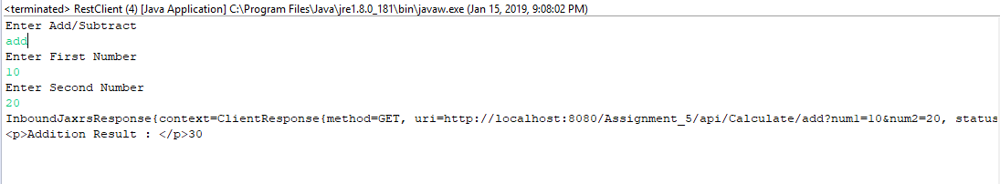 <terminated> RestClient (4) [Java Application] C:\Program Files\Java\jre1.8.0_181\bin\javaw.exe (Jan 15, 2019, 9:08:02 PM)
Enter Add/Subtract
add
Enter First Number
10
Enter Second Number
20
InboundJaxrsResponse{context=ClientResponse{method=GET, uri=http://localhost:8080/Assignment_5/api/Calculate/add?num1=10&num2=20, status
<p>Addition Result : </p>30